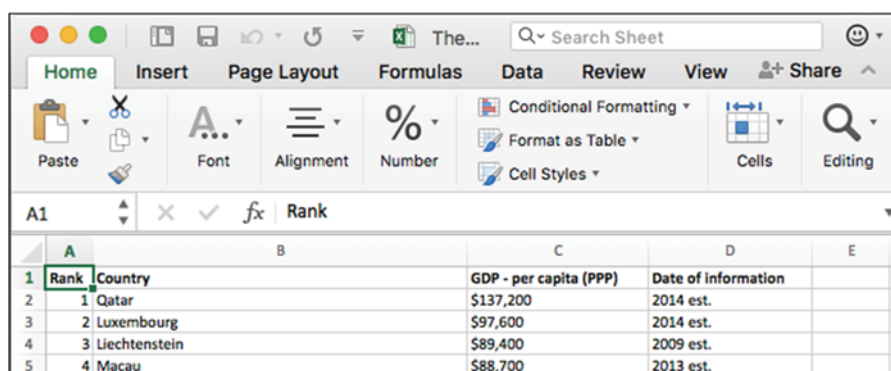 The... Search Sheet
Home Insert Page Layout Formulas Data Review View Share
Paste Font Alignment % Number Conditional Formatting Format as Table Cell Styles Cells Editing
A1 fx Rank
A B C D E
1 Rank Country GDP - per capita (PPP) Date of information
2 1 Qatar $137,200 2014 est.
3 2 Luxembourg $97,600 2014 est.
4 3 Liechtenstein $89,400 2009 est.
5 4 Macau $88,700 2013 est.